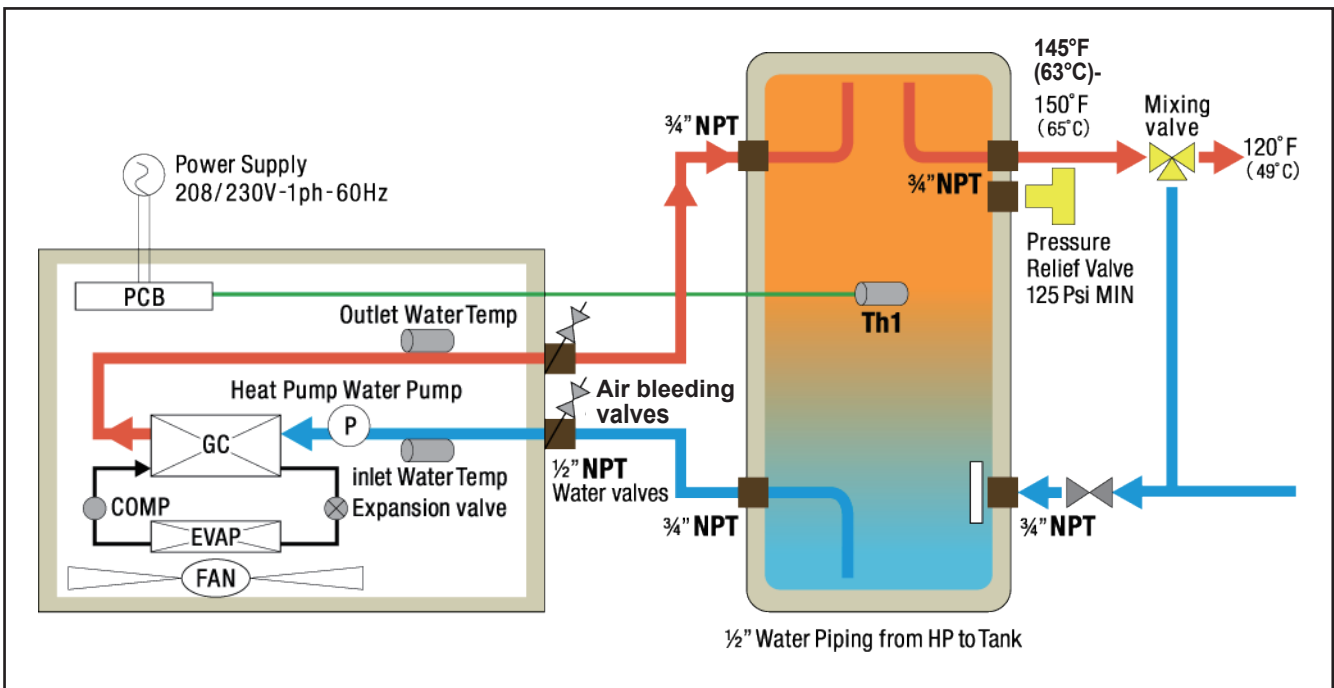 145°F
(63°C)-
150˚F
(65˚C)
Mixing
valve
120˚F
(49˚C)
¾” NPT
Power Supply
208/230V-1ph-60Hz
¾” NPT
Pressure
Relief Valve
125 Psi MIN
PCB
Outlet Water Temp
Th1
Heat Pump Water Pump
Air bleeding
valves
P
GC
inlet Water Temp
½” NPT
Water valves
COMP
Expansion valve
¾” NPT
¾” NPT
EVAP
FAN
½” Water Piping from HP to Tank